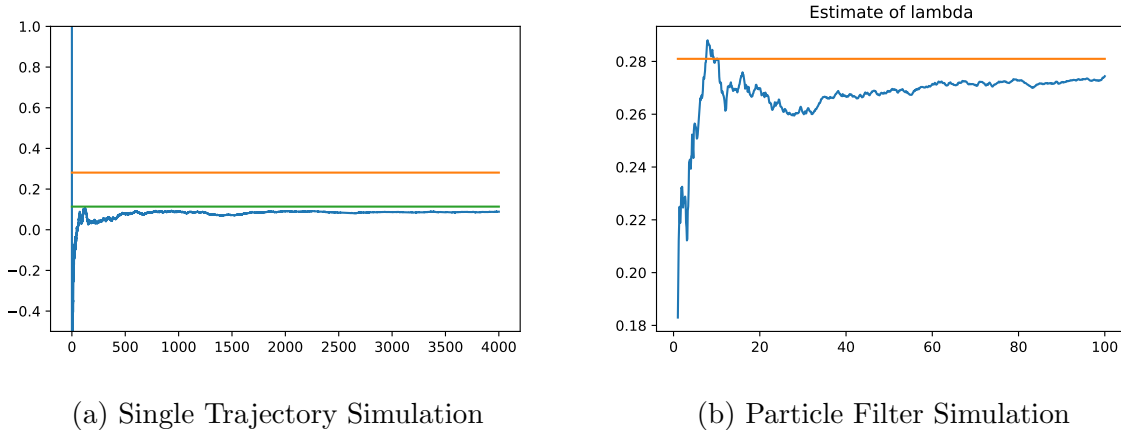 Estimate of lambda
1.0
0.8
0.6
0.4
0.2
0.0
−0.2
−0.4
0 500 1000 1500 2000 2500 3000 3500 4000
0.28
0.26
0.24
0.22
0.20
0.18
0 20 40 60 80 100
(a) Single Trajectory Simulation
(b) Particle Filter Simulation